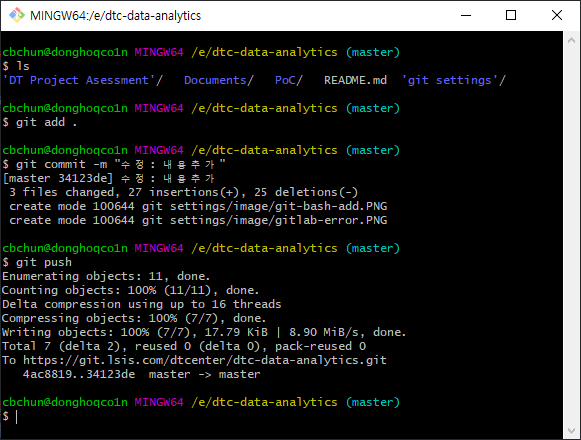 MINGW64:/e/dtc-data-analytics
cbchun@donghoqco1n MINGW64 /e/dtc-data-analytics (master)
$ ls
'DT Project Asessment'/   Documents/   PoC/   README.md  'git settings'/
cbchun@donghoqco1n MINGW64 /e/dtc-data-analytics (master)
$ git add .
cbchun@donghoqco1n MINGW64 /e/dtc-data-analytics (master)
$ git commit -m "수정 : 내용추가"
[master 34123de] 수정 : 내용추가
 3 files changed, 27 insertions(+), 25 deletions(-)
 create mode 100644 git settings/image/git-bash-add.PNG
 create mode 100644 git settings/image/gitlab-error.PNG
cbchun@donghoqco1n MINGW64 /e/dtc-data-analytics (master)
$ git push
Enumerating objects: 11, done.
Counting objects: 100% (11/11), done.
Delta compression using up to 16 threads
Compressing objects: 100% (7/7), done.
Writing objects: 100% (7/7), 17.79 KiB | 8.90 MiB/s, done.
Total 7 (delta 2), reused 0 (delta 0), pack-reused 0
To https://git.lsis.com/dtcenter/dtc-data-analytics.git
   4ac8819..34123de  master -> master
cbchun@donghoqco1n MINGW64 /e/dtc-data-analytics (master)
$